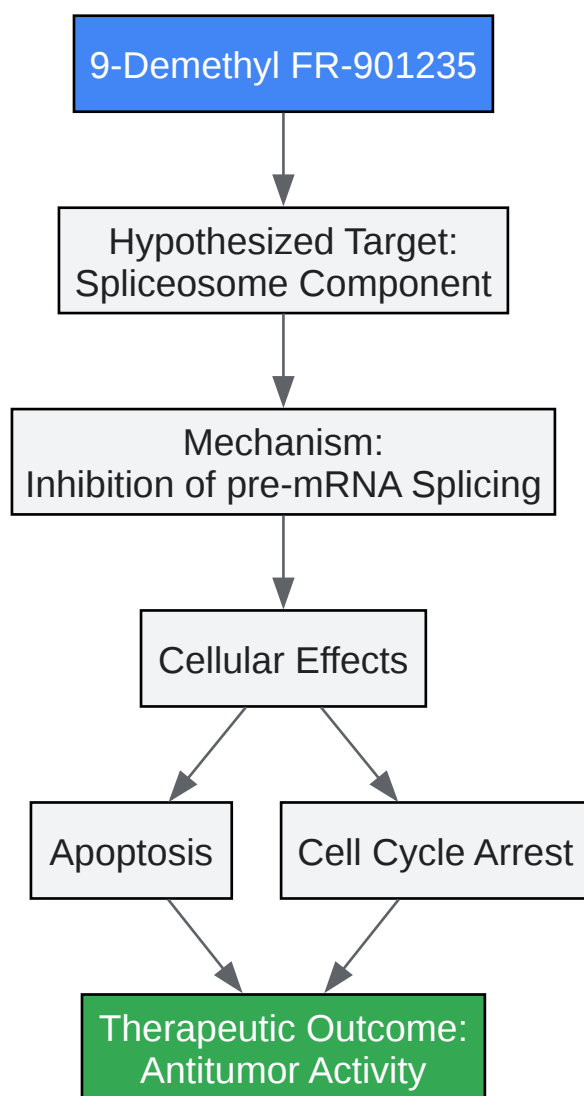 9-Demethyl FR-901235
Hypothesized Target:
Spliceosome Component
Mechanism:
Inhibition of pre-mRNA Splicing
Cellular Effects
Apoptosis
Cell Cycle Arrest
Therapeutic Outcome:
Antitumor Activity